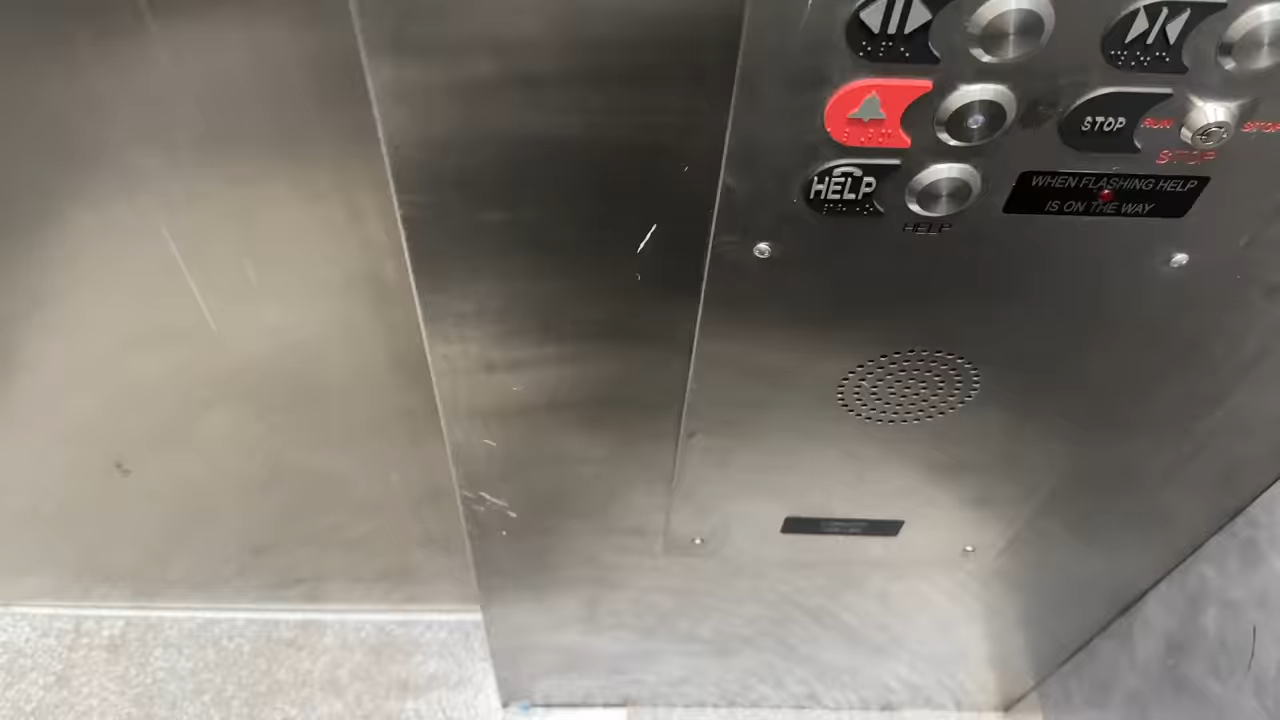 STOP
RUN
STOP
STOP
HELP
HELP
WHEN FLASHING HELP
IS ON THE WAY